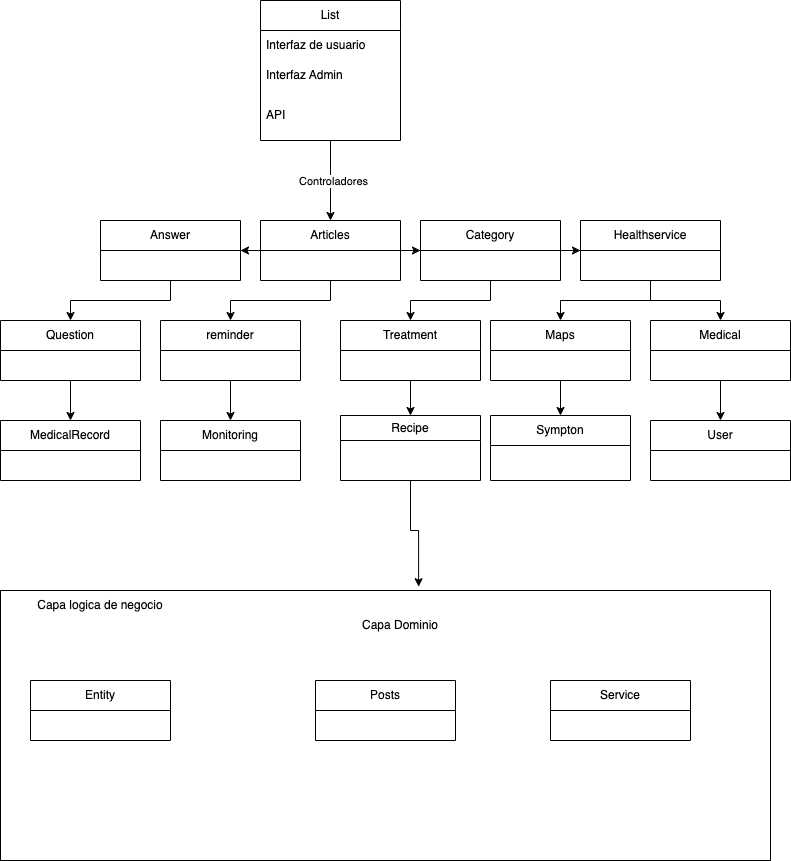 List
Interfaz de usuario
Interfaz Admin
API
Controladores
Answer
Articles
Category
Healthservice
Question
reminder
Treatment
Maps
Medical
MedicalRecord
Monitoring
Recipe
Sympton
User
Capa logica de negocio
Capa Dominio
Entity
Posts
Service